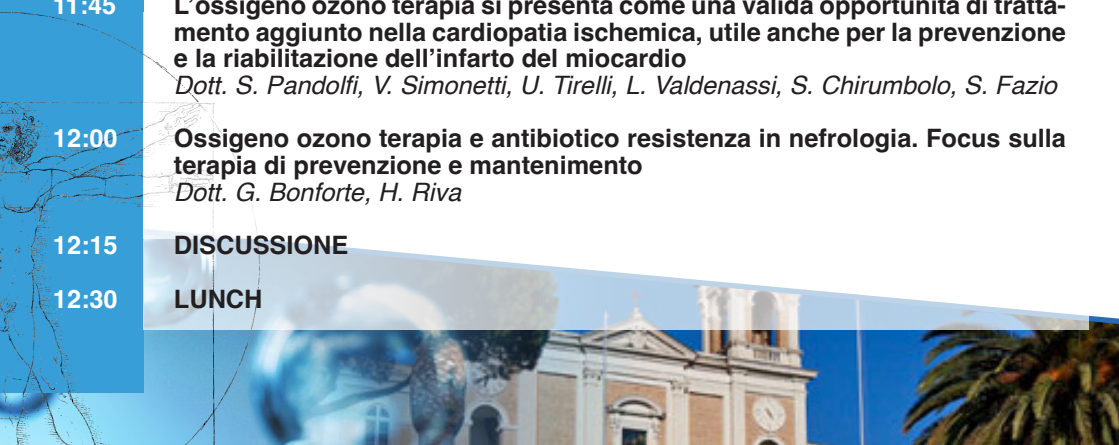 11:45
L'ossigeno ozono terapia si presenta come una valida opportunità di tratta-
mento aggiunto nella cardiopatia ischemica, utile anche per la prevenzione
e la riabilitazione dell'infarto del miocardio
Dott. S. Pandolfi, V. Simonetti, U. Tirelli, L. Valdenassi, S. Chirumbolo, S. Fazio
12:00
Ossigeno ozono terapia e antibiotico resistenza in nefrologia. Focus sulla
terapia di prevenzione e mantenimento
Dott. G. Bonforte, H. Riva
12:15
DISCUSSIONE
12:30
LUNCH